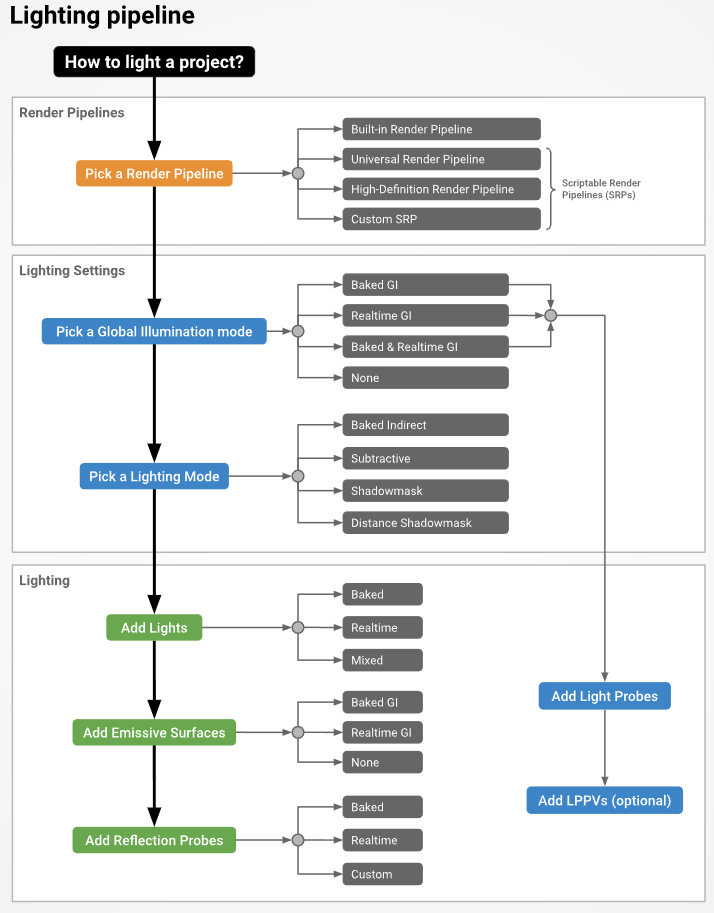 Lighting pipeline
How to light a project?
Render Pipelines
Pick a Render Pipeline
Built-in Render Pipeline
Universal Render Pipeline
High-Definition Render Pipeline
Custom SRP
Scriptable Render
Pipelines (SRPs)
Lighting Settings
Pick a Global Illumination mode
Baked GI
Realtime GI
Baked & Realtime GI
None
Pick a Lighting Mode
Baked Indirect
Subtractive
Shadowmask
Distance Shadowmask
Lighting
Add Lights
Baked
Realtime
Mixed
Add Emissive Surfaces
Baked GI
Realtime GI
None
Add Reflection Probes
Baked
Realtime
Custom
Add Light Probes
Add LPPVs (optional)